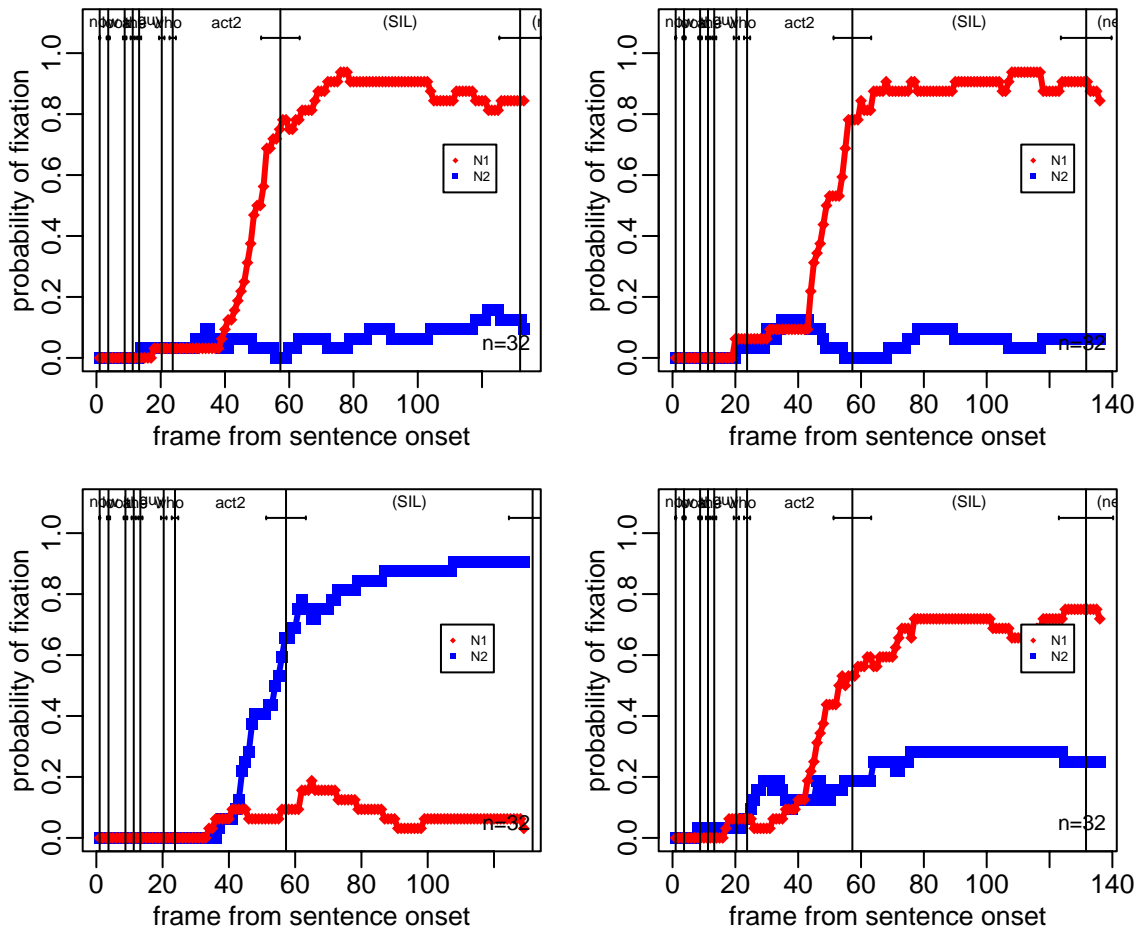 who act2 (SIL)
who act2 (SIL)
1.0
0.8
0.6
0.4
0.2
0.0
probability of fixation
N1
N2
n=32
0 20 40 60 80 100
frame from sentence onset
1.0
0.8
0.6
0.4
0.2
0.0
probability of fixation
N1
N2
n=32
0 20 40 60 80 100 140
frame from sentence onset
who act2 (SIL)
who act2 (SIL) (ne
1.0
0.8
0.6
0.4
0.2
0.0
probability of fixation
N1
N2
n=32
0 20 40 60 80 100
frame from sentence onset
1.0
0.8
0.6
0.4
0.2
0.0
probability of fixation
N1
N2
n=32
0 20 40 60 80 100 140
frame from sentence onset